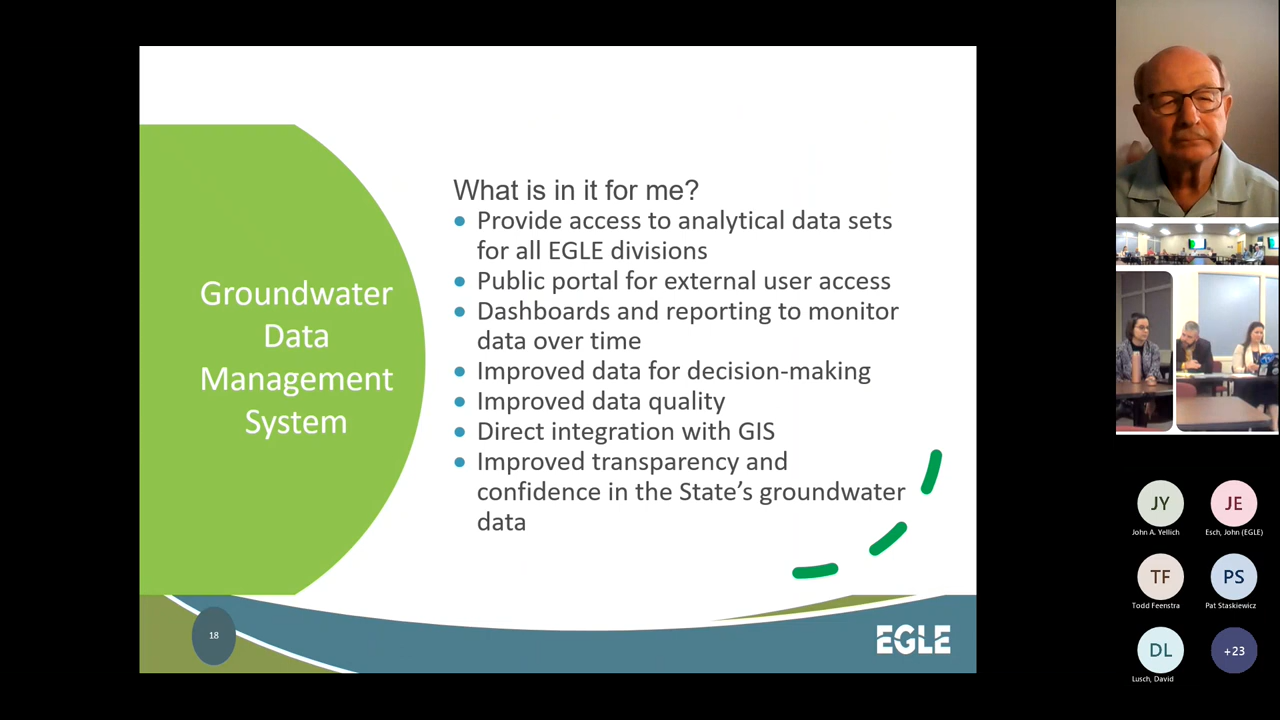 Groundwater
Data
Management
System
What is in it for me?
Provide access to analytical data sets
for all EGLE divisions
Public portal for external user access
Dashboards and reporting to monitor
data over time
Improved data for decision-making
Improved data quality
Direct integration with GIS
Improved transparency and
confidence in the State's groundwater
data
18
EGLE
JY
John A. Yellich
JE
Esch, John (EGLE)
TF
Todd Feenstra
PS
Pat Staskiewicz
DL
Lusch, David
+23